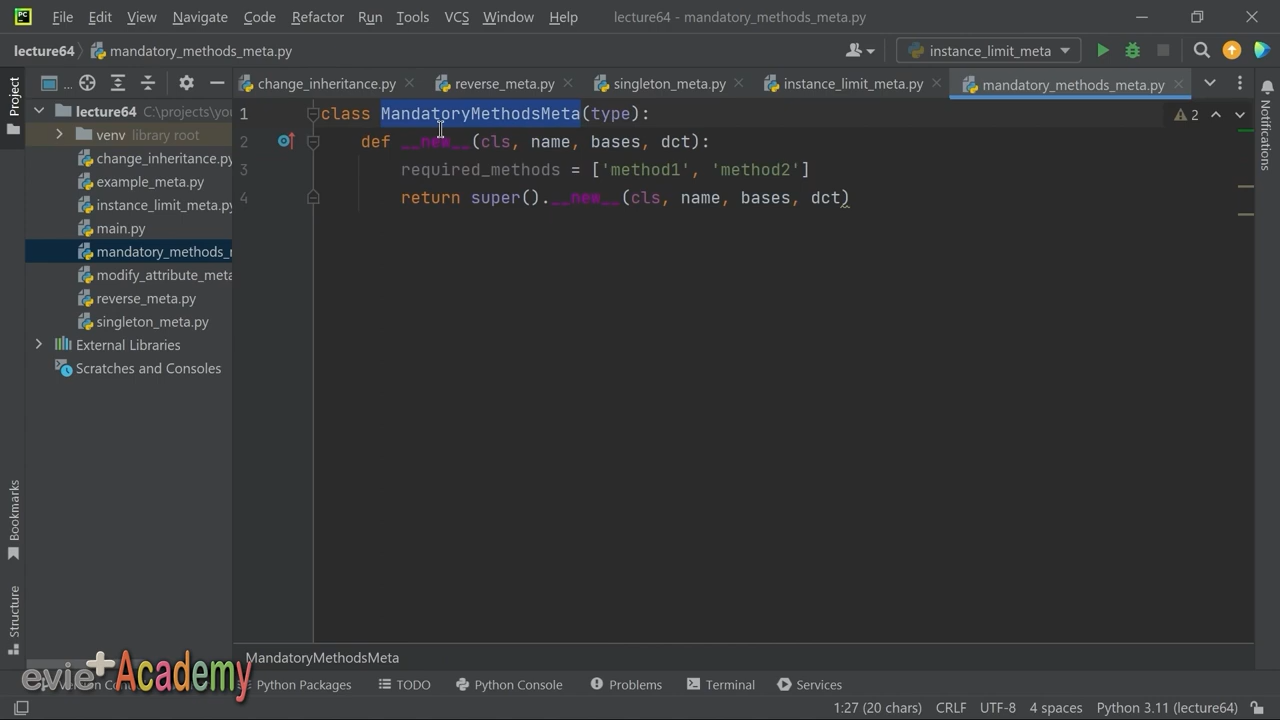 File Edit View Navigate Code Refactor Run Tools VCS Window Help lecture64 - mandatory_methods_meta.py
lecture64 mandatory_methods_meta.py instance_limit_meta
Project
... change_inheritance.py reverse_meta.py singleton_meta.py instance_limit_meta.py mandatory_methods_meta.py
lecture64 C:\projects\you
venv library root
change_inheritance.py
example_meta.py
instance_limit_meta.py
main.py
mandatory_methods_
modify_attribute_meta
reverse_meta.py
singleton_meta.py
External Libraries
Scratches and Consoles
1 class MandatoryMethodsMeta(type):
2 def __new__(cls, name, bases, dct):
3 required_methods = ['method1', 'method2']
4 return super().__new__(cls, name, bases, dct)
2
Notifications
Bookmarks
Structure
MandatoryMethodsMeta
evie+Academy
Python Packages TODO Python Console Problems Terminal Services
1:27 (20 chars) CRLF UTF-8 4 spaces Python 3.11 (lecture64)